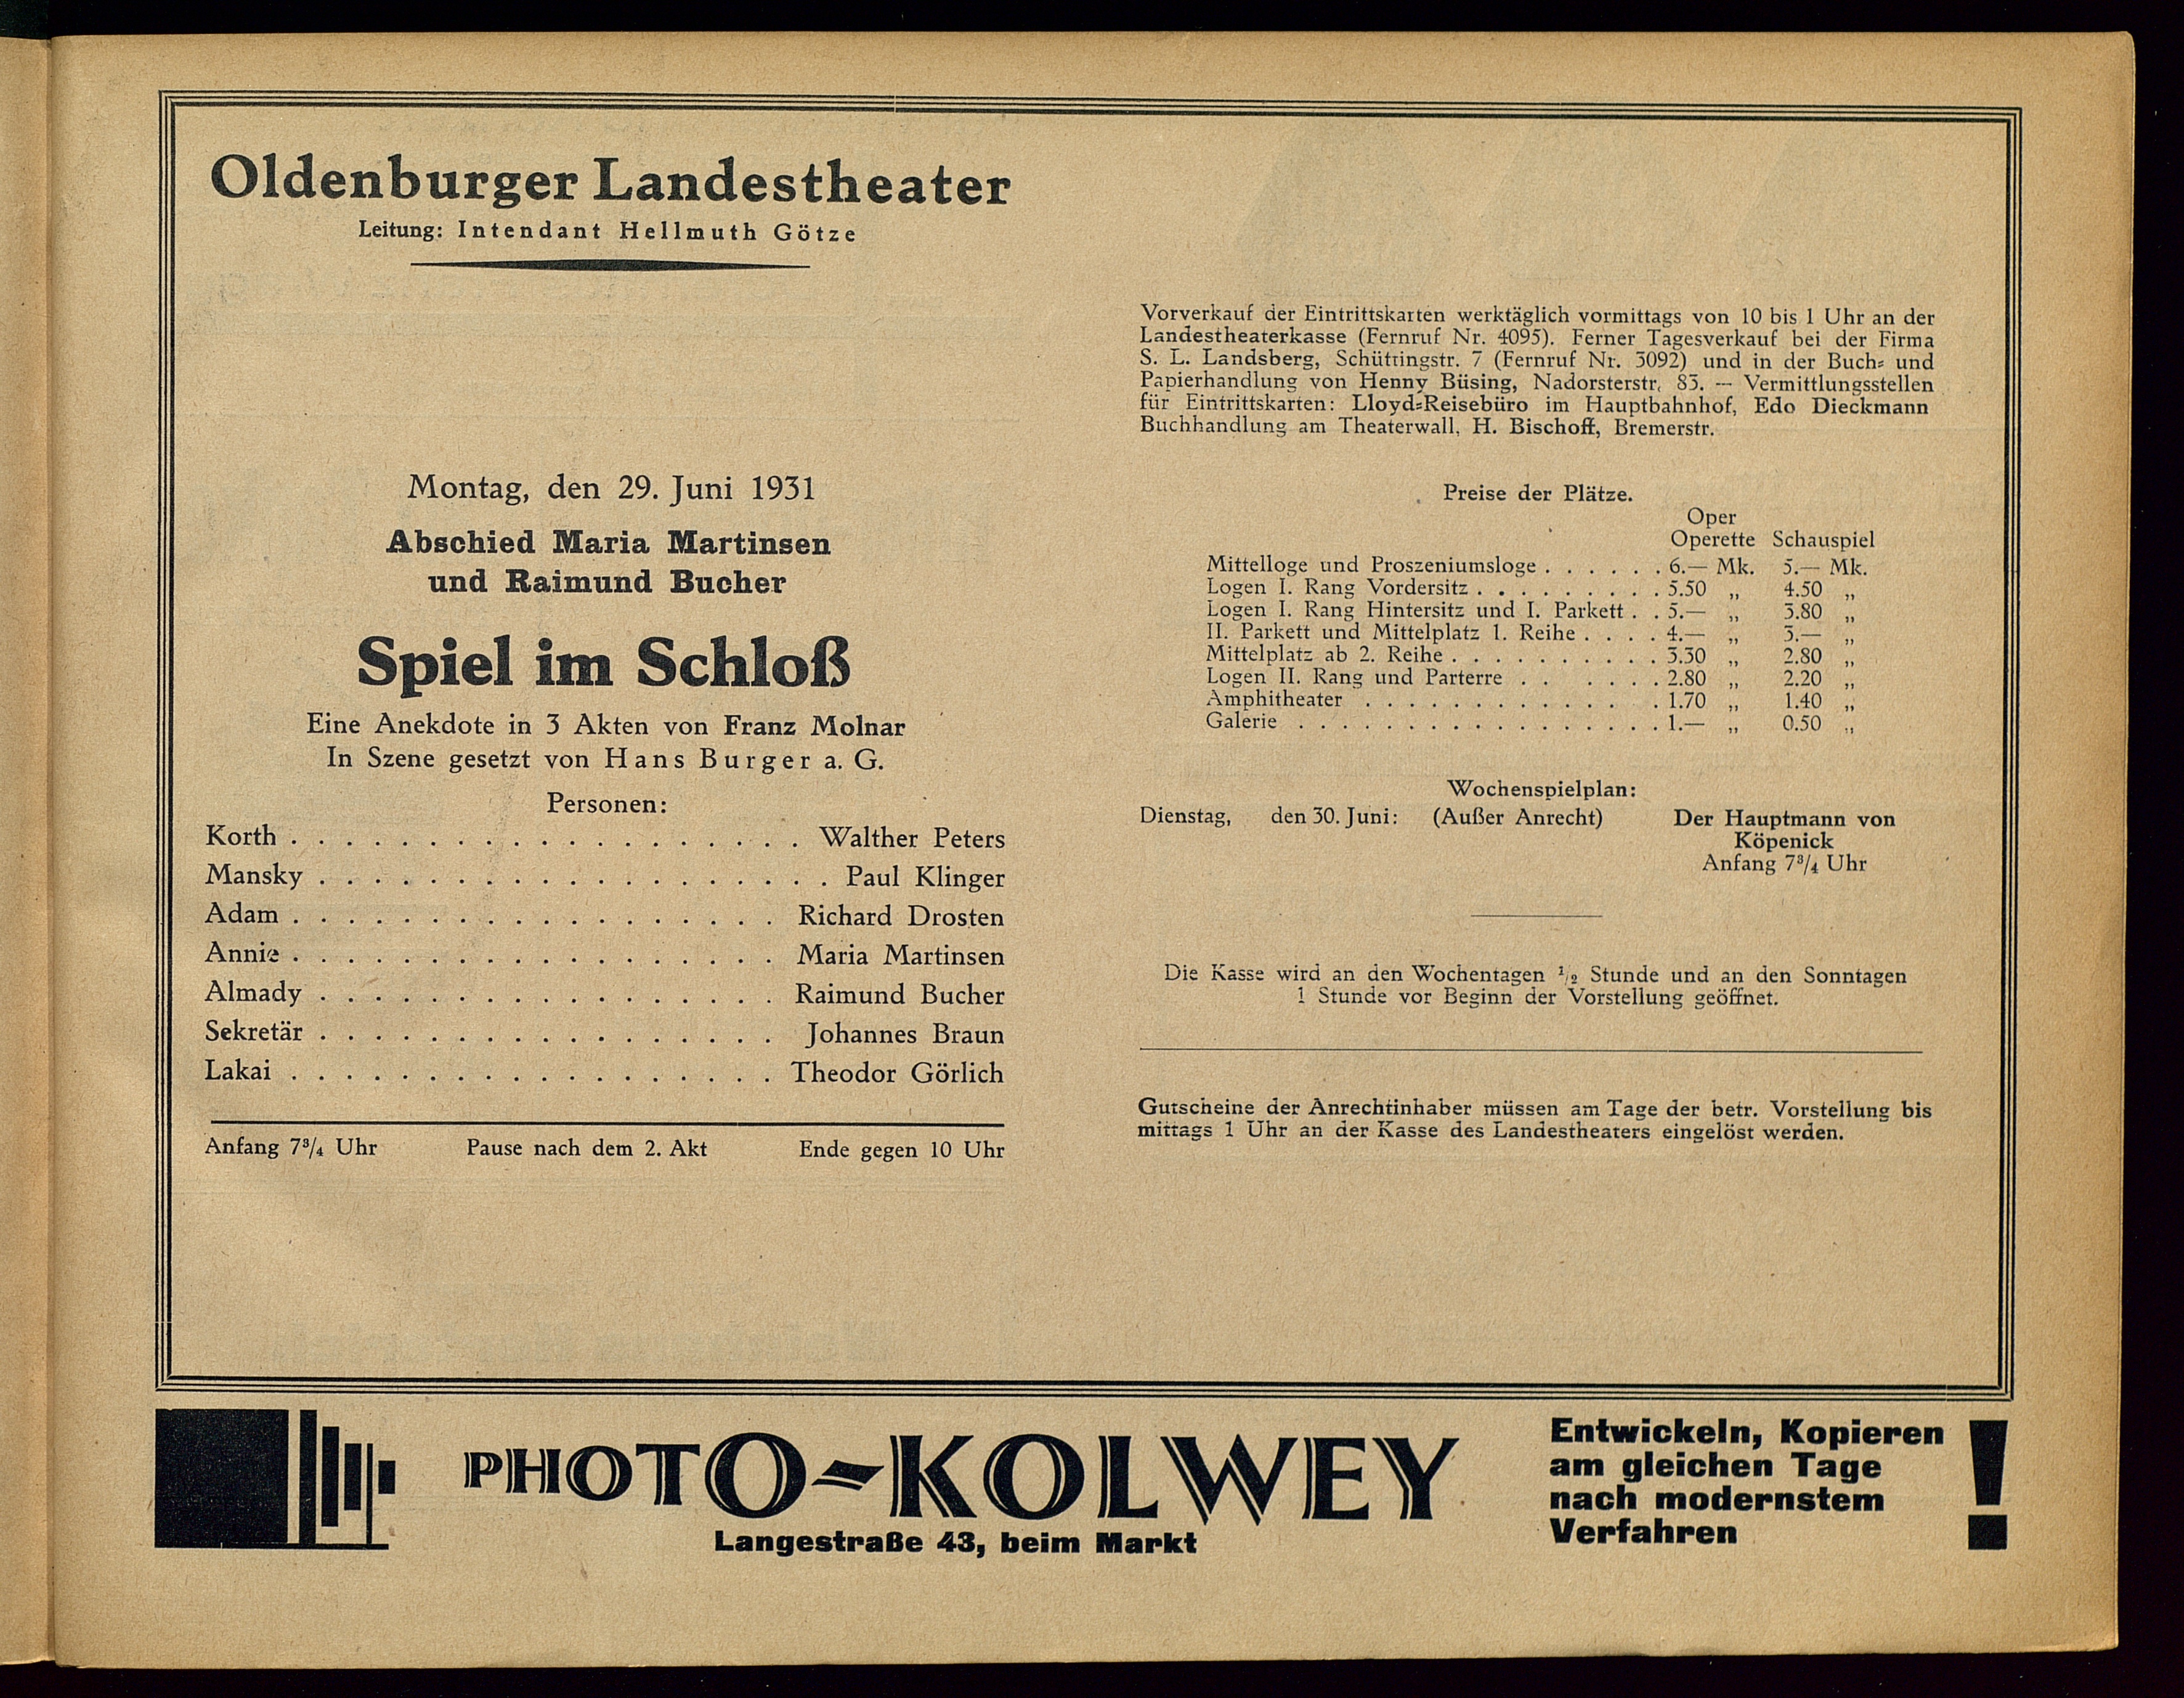 Oldenburger Landestheater
Leitung: Intendant Hellmuth Götze
Montag, den 29. Juni 1931
Abschied Maria Martinsen
und Raimund Bucher
Spiel im Schloß
Eine Anekdote in 3 Akten von Franz Molnar
In Szene gesetzt von Hans Burger a. G.
Personen:
Korth . . . . . . . . . . . . . . . . . . . Walther Peters
Mansky . . . . . . . . . . . . . . . . . . . Paul Klinger
Adam . . . . . . . . . . . . . . . . . . Richard Drosten
Annie . . . . . . . . . . . . . . . . . . Maria Martinsen
Almady . . . . . . . . . . . . . . . . . Raimund Bucher
Sekretär . . . . . . . . . . . . . . . . . Johannes Braun
Lakai . . . . . . . . . . . . . . . . . . Theodor Görlich
Anfang 7¾ Uhr Pause nach dem 2. Akt Ende gegen 10 Uhr
Vorverkauf der Eintrittskarten werktäglich vormittags von 10 bis 1 Uhr an der
Landestheaterkasse (Fernruf Nr. 4095). Ferner Tagesverkauf bei der Firma
S. L. Landsberg, Schüttingstr. 7 (Fernruf Nr. 3092) und in der Buch= und
Papierhandlung von Henny Büsing, Nadorsterstr. 83. — Vermittlungsstellen
für Eintrittskarten: Lloyd=Reisebüro im Hauptbahnhof, Edo Dieckmann
Buchhandlung am Theaterwall, H. Bischoff, Bremerstr.
Preise der Plätze.
Oper
Operette Schauspiel
Mittelloge und Proszeniumsloge . . . . . . 6.— Mk. 5.— Mk.
Logen I. Rang Vordersitz . . . . . . . . . 5.50 „ 4.50 „
Logen I. Rang Hintersitz und I. Parkett . . 5.— „ 3.80 „
II. Parkett und Mittelplatz 1. Reihe . . . . 4.— „ 3.— „
Mittelplatz ab 2. Reihe . . . . . . . . . . 3.30 „ 2.80 „
Logen II. Rang und Parterre . . . . . . 2.80 „ 2.20 „
Amphitheater . . . . . . . . . . . . . 1.70 „ 1.40 „
Galerie . . . . . . . . . . . . . . . . . 1.— „ 0.50 „
Wochenspielplan:
Dienstag, den 30. Juni: (Außer Anrecht) Der Hauptmann von
Köpenick
Anfang 7¾ Uhr
Die Kasse wird an den Wochentagen ½ Stunde und an den Sonntagen
1 Stunde vor Beginn der Vorstellung geöffnet.
Gutscheine der Anrechtinhaber müssen am Tage der betr. Vorstellung bis
mittags 1 Uhr an der Kasse des Landestheaters eingelöst werden.
PHOTO-KOLWEY
Langestraße 43, beim Markt
Entwickeln, Kopieren
am gleichen Tage
nach modernstem
Verfahren !